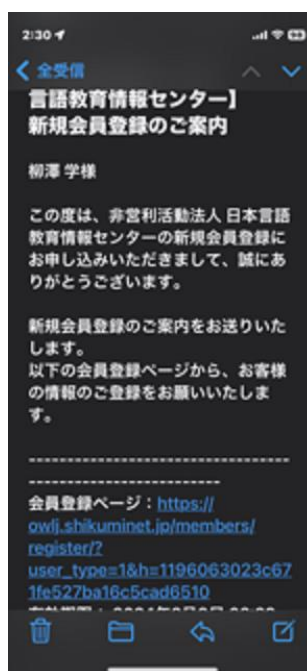 2:30
全受信
言語教育情報センター】
新規会員登録のご案内
柳澤 学様
この度は、非営利活動法人 日本言語
教育情報センターの新規会員登録に
お申し込みいただきまして、誠にあ
りがとうございます。
新規会員登録のご案内をお送りいた
します。
以下の会員登録ページから、お客様
の情報のご登録をお願いいたしま
す。
----------------------------------
-------------------------
会員登録ページ：https://
owlj.shikuminet.jp/members/
register/?
user_type=1&h=1196063023c67
1fe527ba16c5cad6510